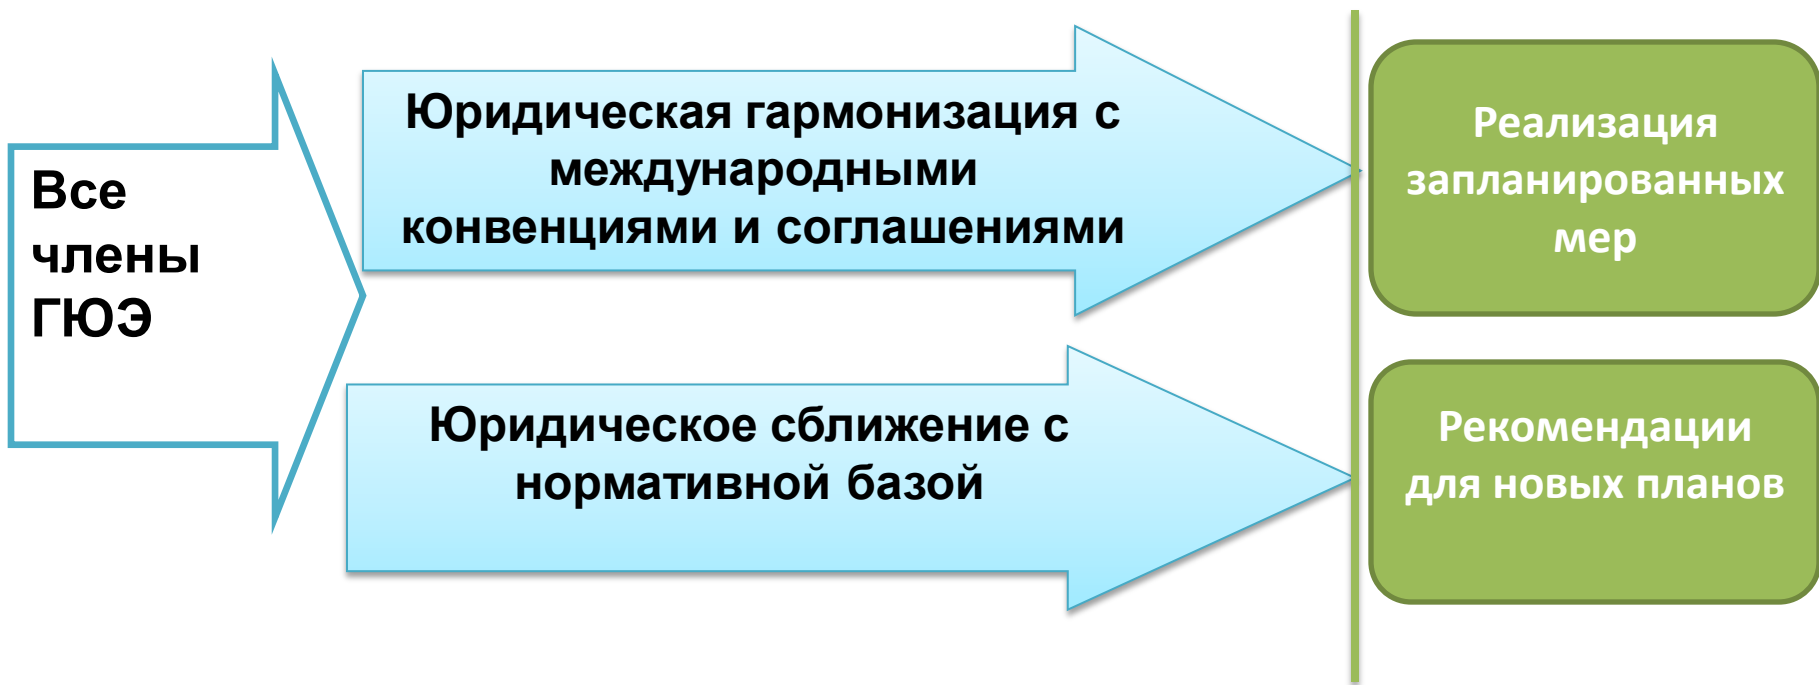 Все
члены
ГЮЭ
Юридическая гармонизация с
международными
конвенциями и соглашениями
Юридическое сближение с
нормативной базой
Реализация
запланированных
мер
Рекомендации
для новых планов